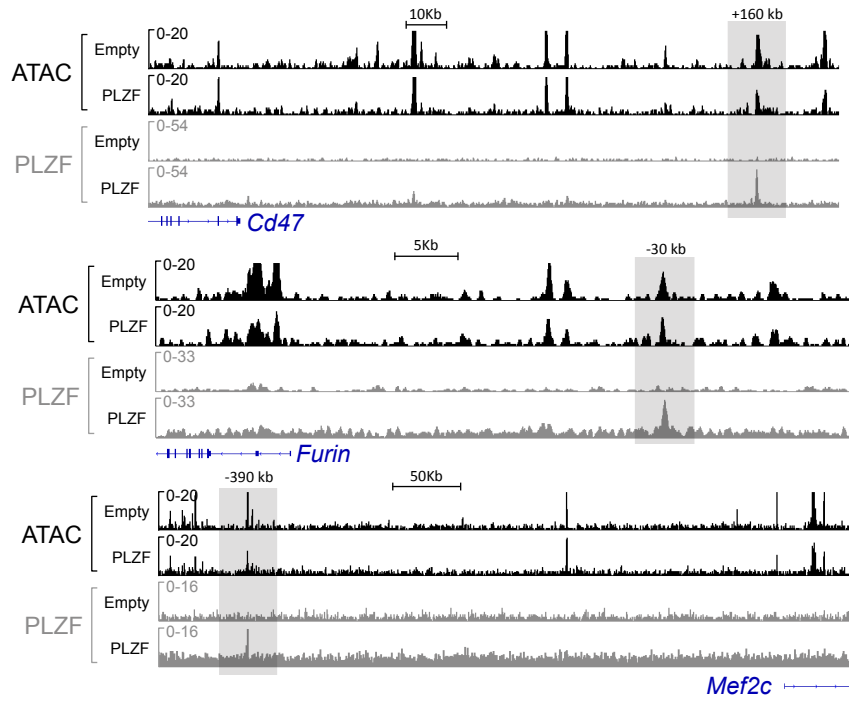 10Kb
+160 kb
ATAC
Empty
0-20
PLZF
0-20
PLZF
Empty
0-54
PLZF
0-54
Cd47
5Kb
-30 kb
ATAC
Empty
0-20
PLZF
0-20
PLZF
Empty
0-33
PLZF
0-33
Furin
-390 kb
50Kb
ATAC
Empty
0-20
PLZF
0-20
PLZF
Empty
0-16
PLZF
0-16
Mef2c